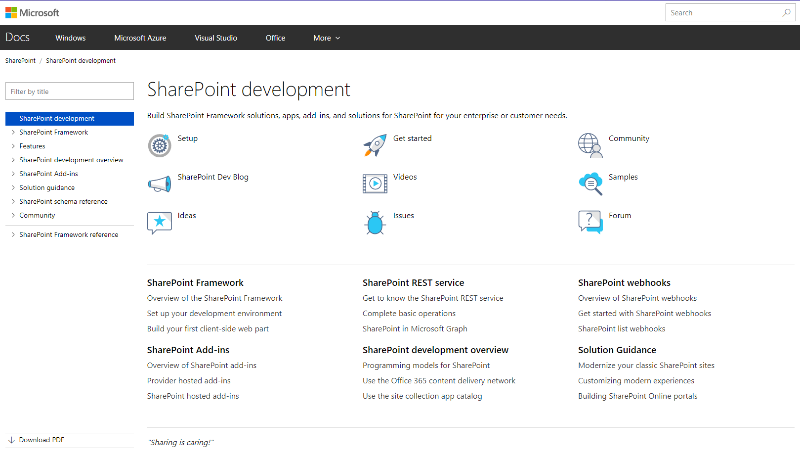 Microsoft
Search
DOCS Windows Microsoft Azure Visual Studio Office More
SharePoint / SharePoint development
Filter by title
SharePoint development
SharePoint Framework
Features
SharePoint development overview
SharePoint Add-ins
Solution guidance
SharePoint schema reference
Community
SharePoint Framework reference
Download PDF
SharePoint development
Build SharePoint Framework solutions, apps, add-ins, and solutions for SharePoint for your enterprise or customer needs.
Setup Get started Community
SharePoint Dev Blog Videos Samples
Ideas Issues Forum
SharePoint Framework
Overview of the SharePoint Framework
Set up your development environment
Build your first client-side web part
SharePoint REST service
Get to know the SharePoint REST service
Complete basic operations
SharePoint in Microsoft Graph
SharePoint webhooks
Overview of SharePoint webhooks
Get started with SharePoint webhooks
SharePoint list webhooks
SharePoint Add-ins
Overview of SharePoint add-ins
Provider hosted add-ins
SharePoint hosted add-ins
SharePoint development overview
Programming models for SharePoint
Use the Office 365 content delivery network
Use the site collection app catalog
Solution Guidance
Modernize your classic SharePoint sites
Customizing modern experiences
Building SharePoint Online portals
"Sharing is caring!"